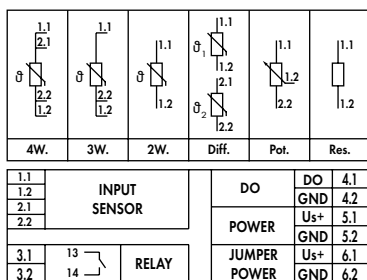 1.1 1.1 1.1 1.1 1.1 1.1
2.1
ϑ ϑ ϑ ϑ1
1.2
2.1 1.2
2.2 2.2 ϑ2
1.2 1.2 1.2 2.2 2.2 1.2
4W. 3W. 2W. Diff. Pot. Res.
1.1
1.2
2.1
2.2
INPUT
SENSOR
DO DO 4.1
GND 4.2
POWER Us+ 5.1
GND 5.2
3.1 13 RELAY
3.2 14
JUMPER Us+ 6.1
POWER GND 6.2